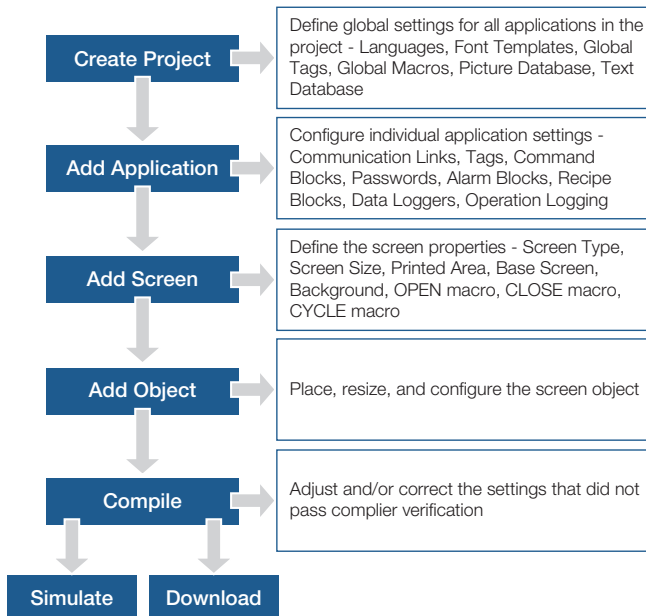 Create Project
Define global settings for all applications in the
project - Languages, Font Templates, Global
Tags, Global Macros, Picture Database, Text
Database
Add Application
Configure individual application settings -
Communication Links, Tags, Command
Blocks, Passwords, Alarm Blocks, Recipe
Blocks, Data Loggers, Operation Logging
Add Screen
Define the screen properties - Screen Type,
Screen Size, Printed Area, Base Screen,
Background, OPEN macro, CLOSE macro,
CYCLE macro
Add Object
Place, resize, and configure the screen object
Compile
Adjust and/or correct the settings that did not
pass complier verification
Simulate
Download